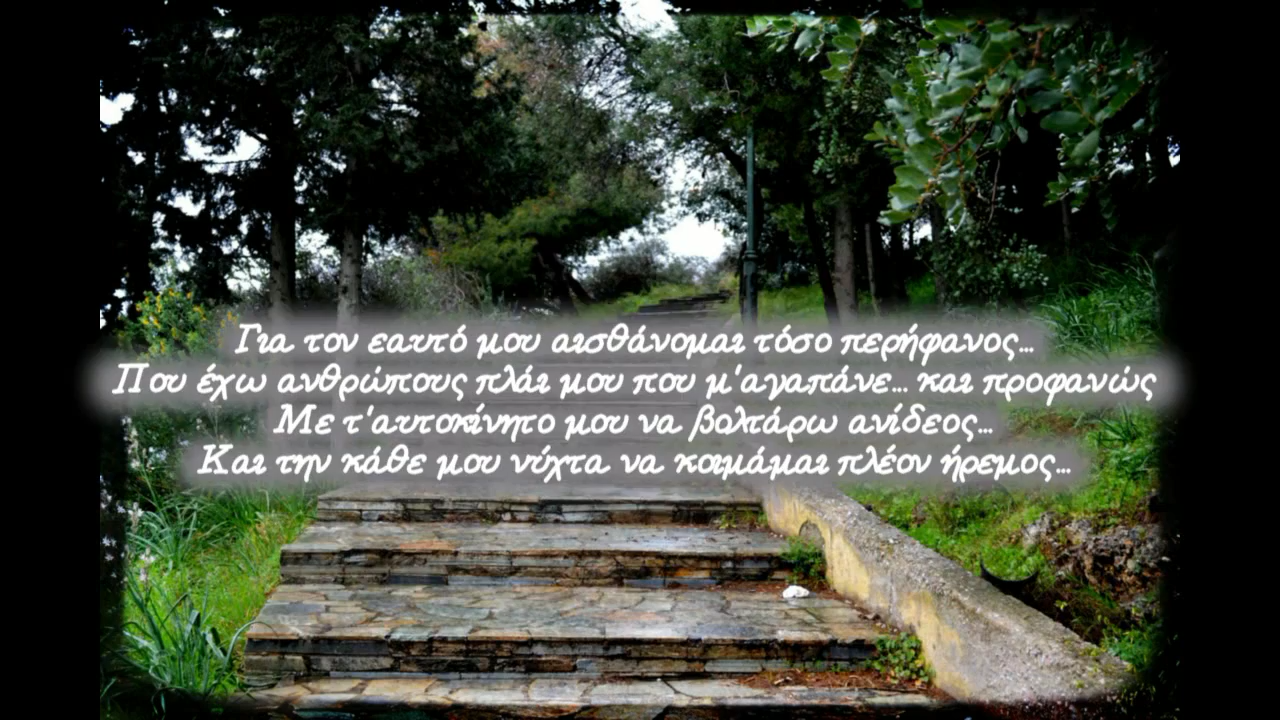 Για τον εαυτό μου αισθάνομαι τόσο περήφανος...
Που έχω ανθρώπους πλάι μου που μ'αγαπάνε... και προφανώς
Με τ'αυτοκίνητο μου να βολτάρω ανίδεος...
Και την κάθε μου νύχτα να κοιμάμαι πλέον ήρεμος...